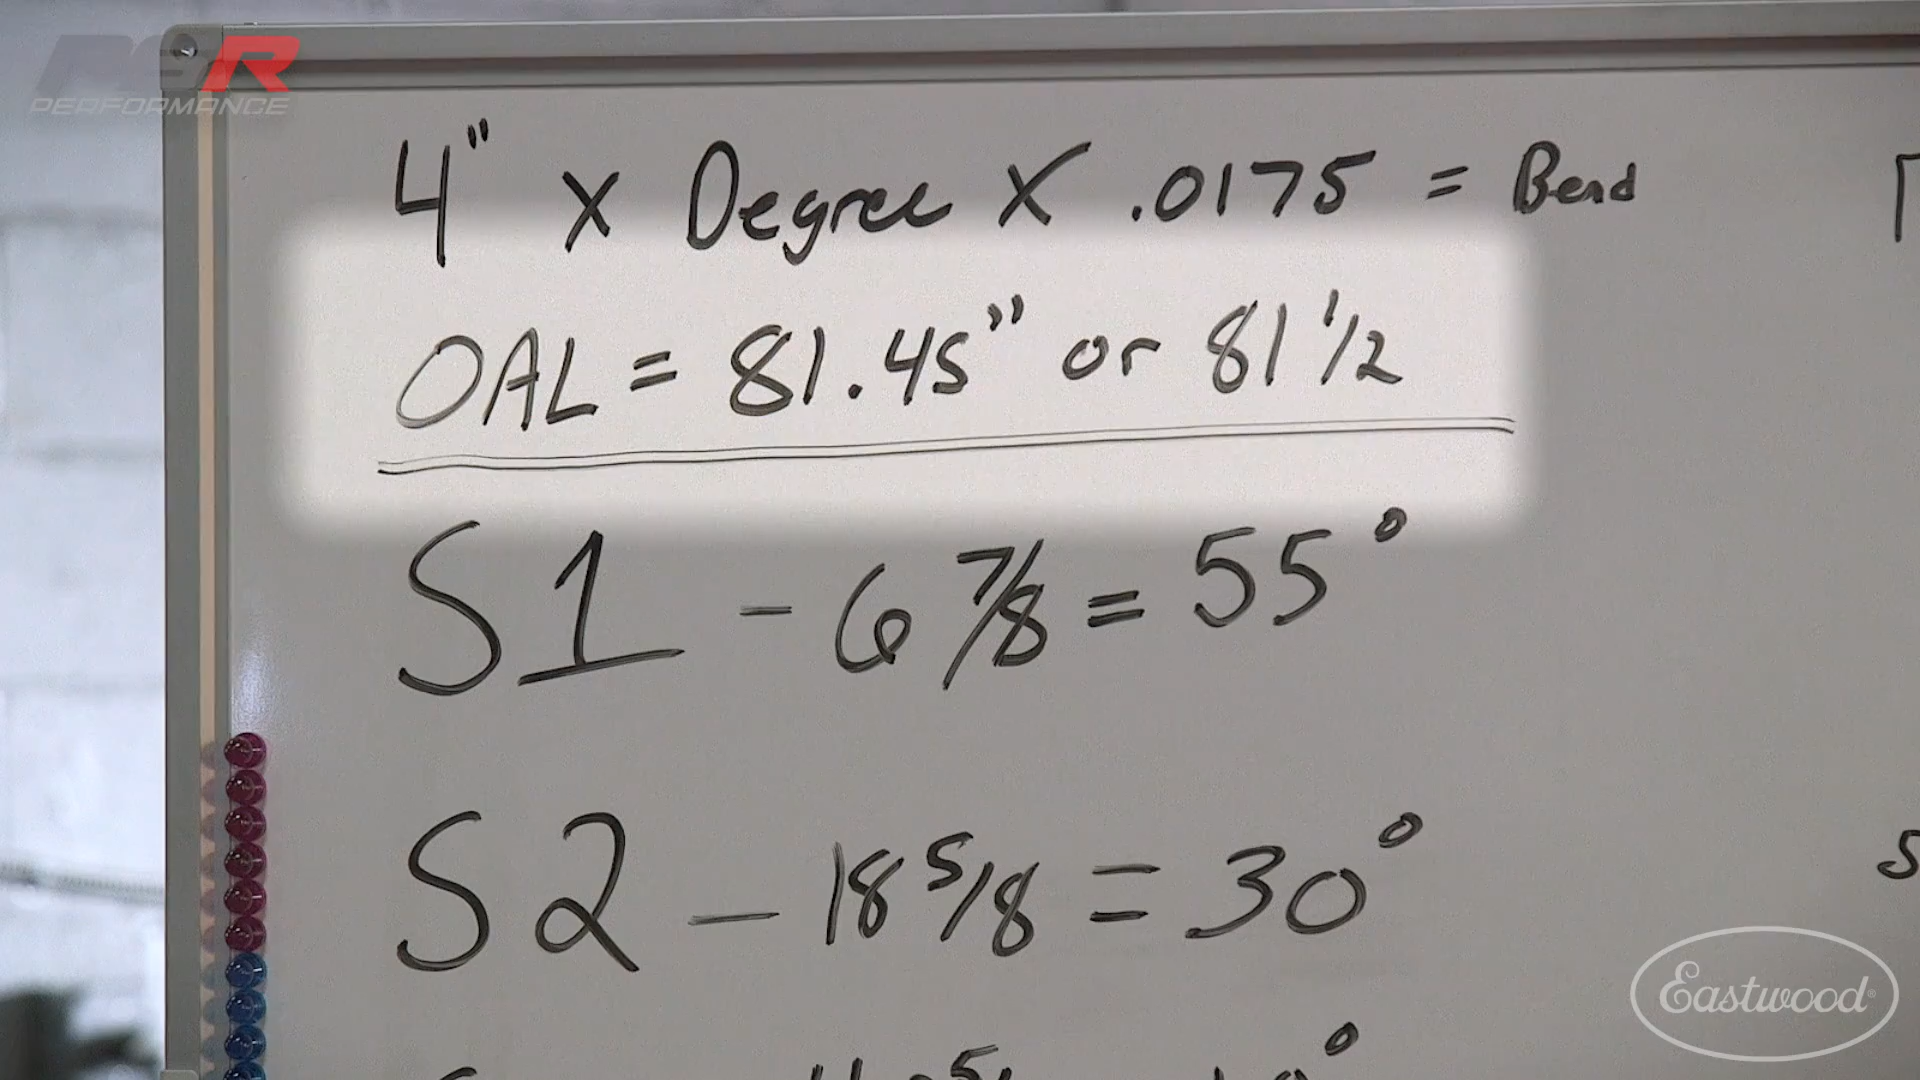 PSR
PERFORMANCE
4" x Degree x .0175 = Bend
OAL = 81.45" or 81 1/2
S1 - 6 7/8 = 55°
S2 - 18 5/8 = 30°
Eastwood®